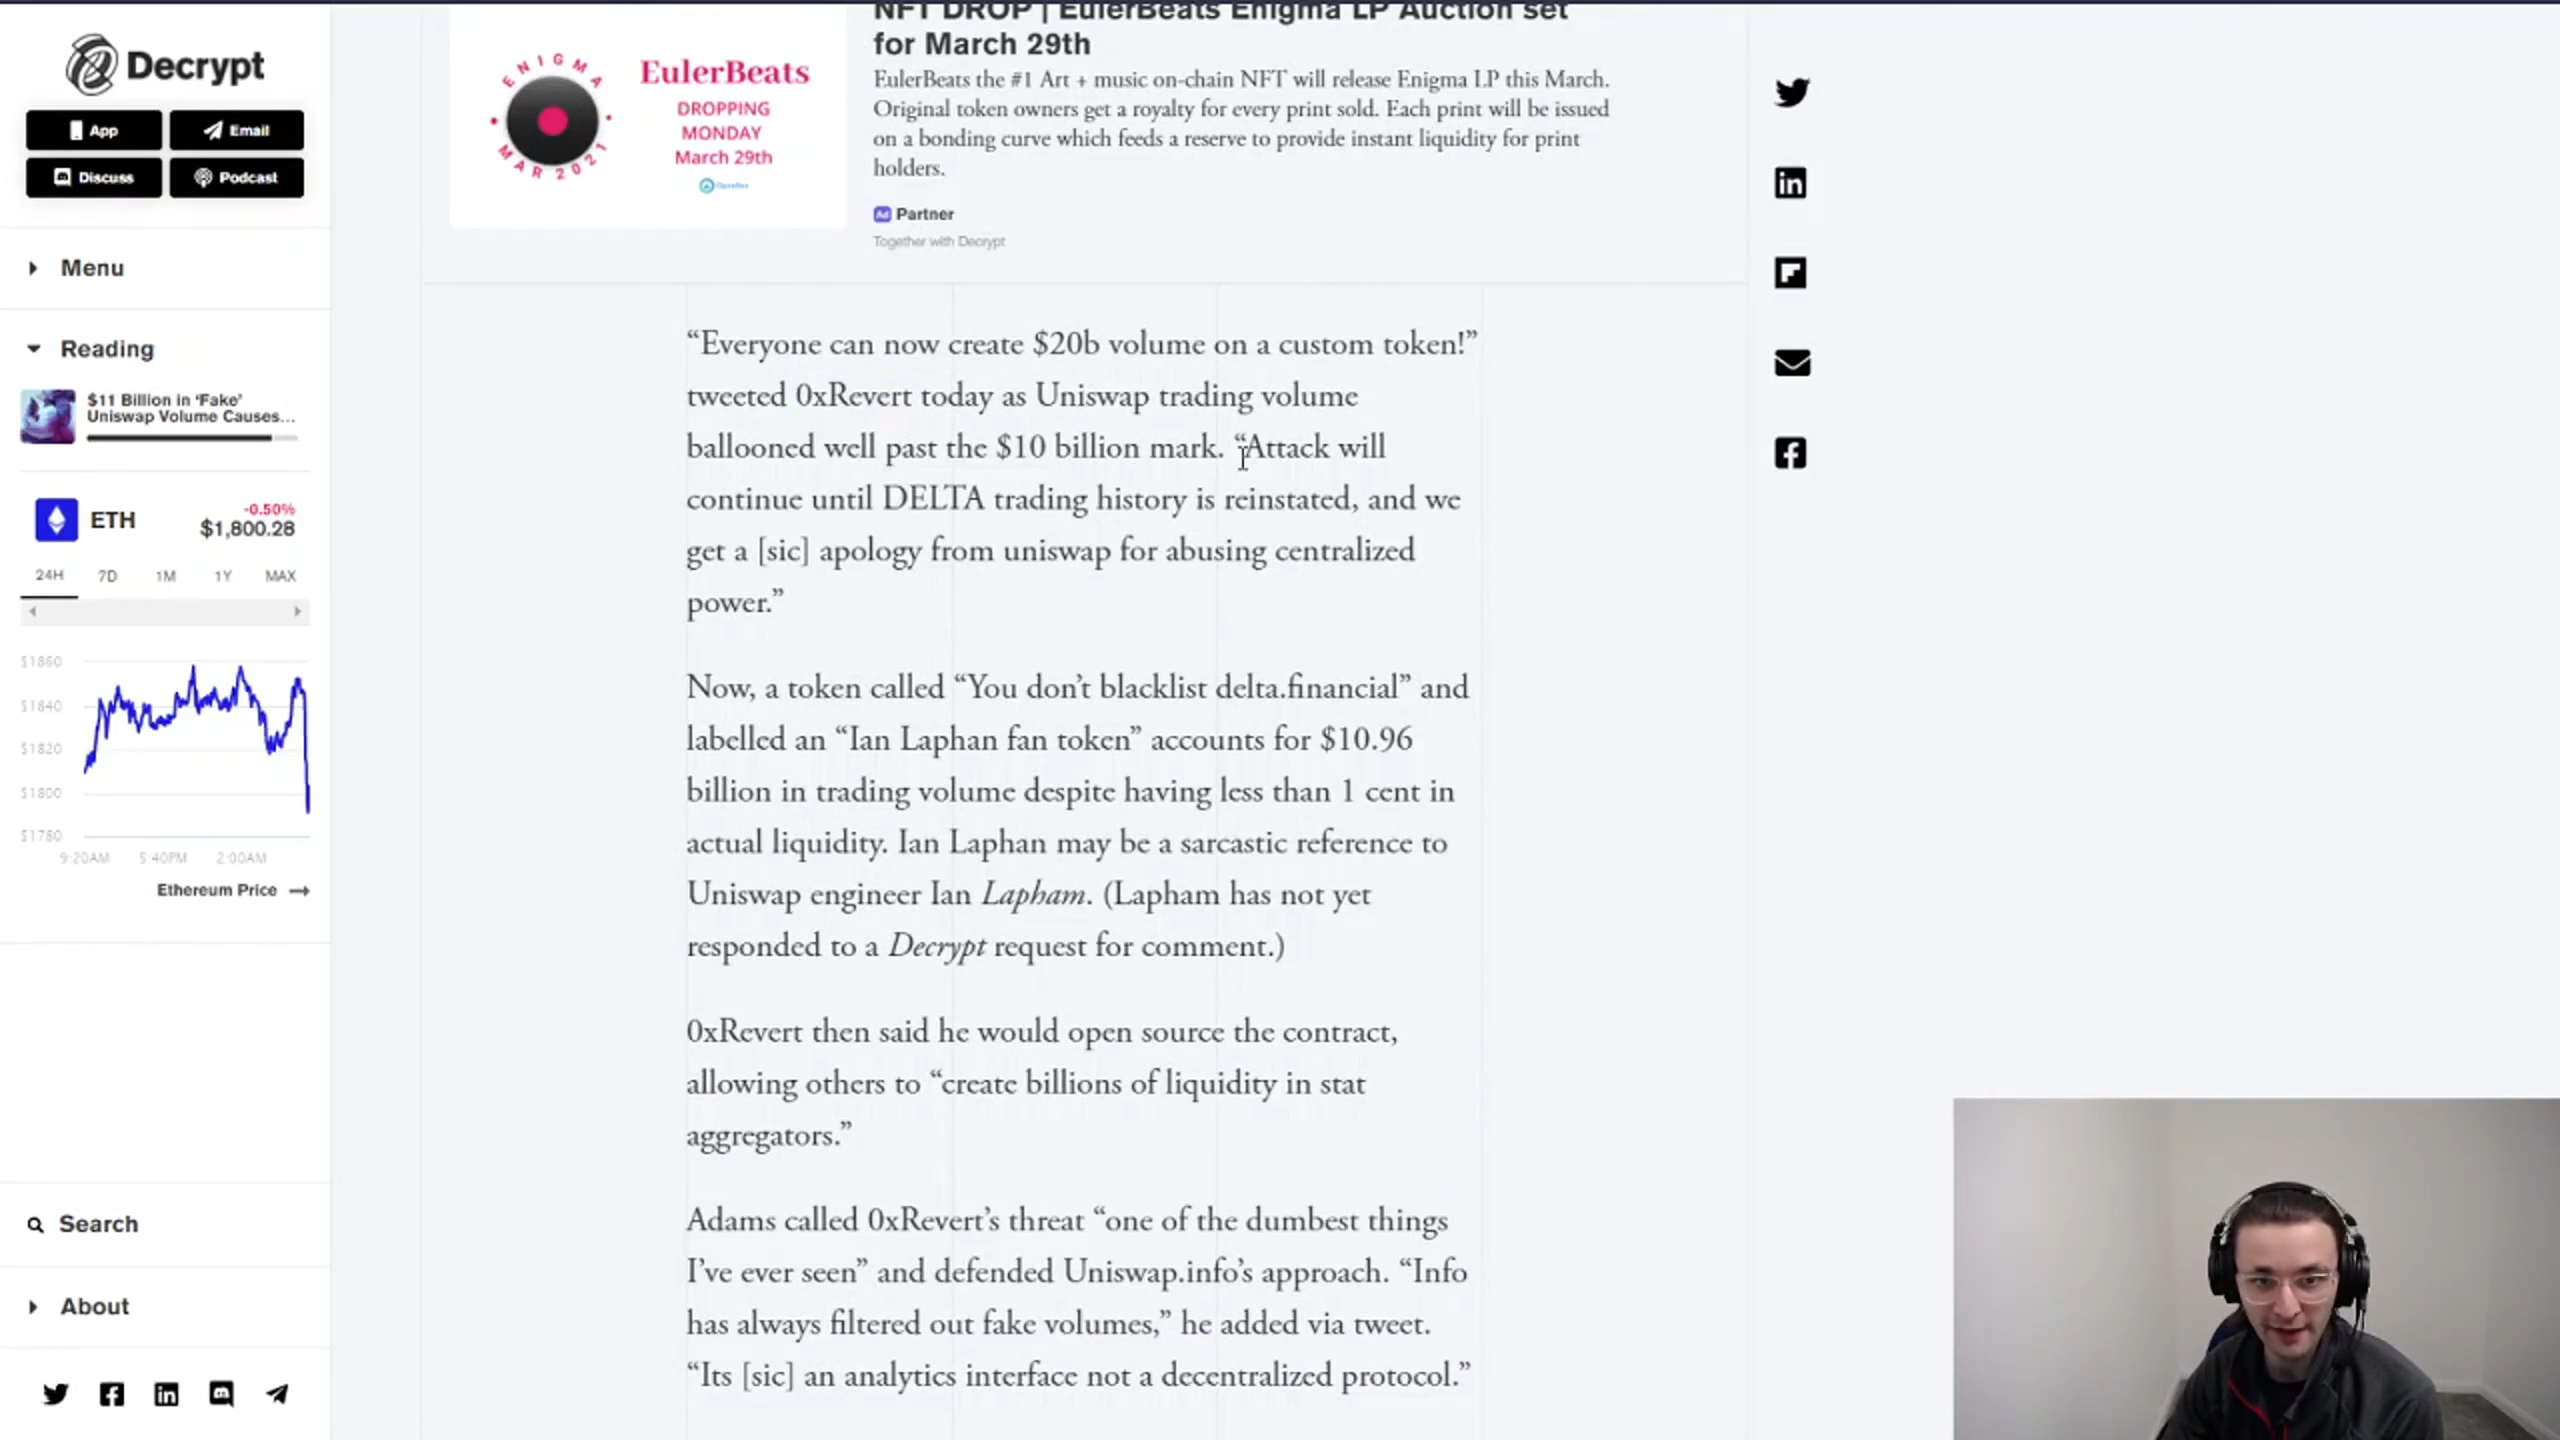 Decrypt
App
Email
Discuss
Podcast
Menu
Reading
$11 Billion in ‘Fake’
Uniswap Volume Causes...
ETH
-0.50%
$1,800.28
24H 7D 1M 1Y MAX
$1860
$1840
$1820
$1800
$1780
9:20AM 5:40PM 2:00AM
Ethereum Price →
Search
About
ENIGMA
MAR 2021
EulerBeats
DROPPING
MONDAY
March 29th
NFT DROP | EulerBeats Enigma LP Auction set
for March 29th
EulerBeats the #1 Art + music on-chain NFT will release Enigma LP this March.
Original token owners get a royalty for every print sold. Each print will be issued
on a bonding curve which feeds a reserve to provide instant liquidity for print
holders.
Ad Partner
Together with Decrypt
“Everyone can now create $20b volume on a custom token!”
tweeted 0xRevert today as Uniswap trading volume
ballooned well past the $10 billion mark. “Attack will
continue until DELTA trading history is reinstated, and we
get a [sic] apology from uniswap for abusing centralized
power.”
Now, a token called “You don’t blacklist delta.financial” and
labelled an “Ian Laphan fan token” accounts for $10.96
billion in trading volume despite having less than 1 cent in
actual liquidity. Ian Laphan may be a sarcastic reference to
Uniswap engineer Ian Lapham. (Lapham has not yet
responded to a Decrypt request for comment.)
0xRevert then said he would open source the contract,
allowing others to “create billions of liquidity in stat
aggregators.”
Adams called 0xRevert’s threat “one of the dumbest things
I’ve ever seen” and defended Uniswap.info’s approach. “Info
has always filtered out fake volumes,” he added via tweet.
“Its [sic] an analytics interface not a decentralized protocol.”